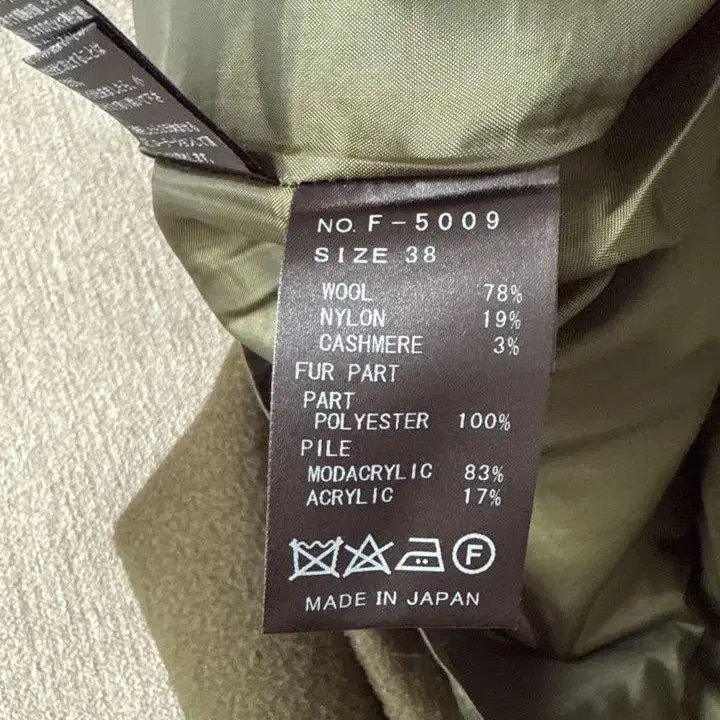 NO. F-5009
SIZE 38
WOOL 78%
NYLON 19%
CASHMERE 3%
FUR PART
PART
POLYESTER 100%
PILE
MODACRYLIC 83%
ACRYLIC 17%
F
MADE IN JAPAN